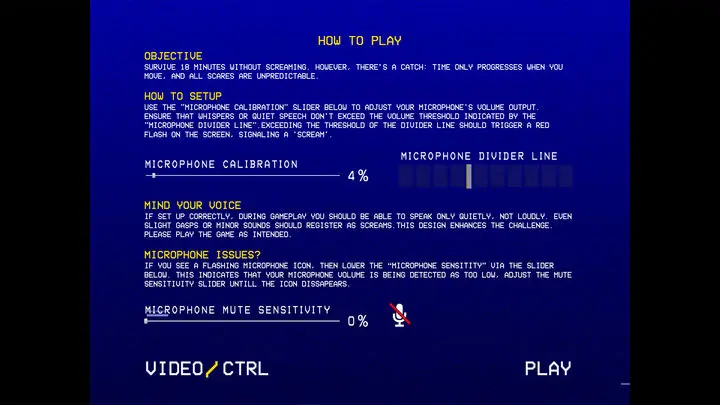 HOW TO PLAY
OBJECTIVE
SURVIVE 18 MINUTES WITHOUT SCREAMING. HOWEVER, THERE'S A CATCH: TIME ONLY PROGRESSES WHEN YOU
MOVE, AND ALL SCARES ARE UNPREDICTABLE.
HOW TO SETUP
USE THE "MICROPHONE CALIBRATION" SLIDER BELOW TO ADJUST YOUR MICROPHONE'S VOLUME OUTPUT.
ENSURE THAT WHISPERS OR QUIET SPEECH DON'T EXCEED THE VOLUME THRESHOLD INDICATED BY THE
"MICROPHONE DIVIDER LINE".EXCEEDING THE THRESHOLD OF THE DIVIDER LINE SHOULD TRIGGER A RED
FLASH ON THE SCREEN, SIGNALING A 'SCREAM'.
MICROPHONE CALIBRATION
4%
MICROPHONE DIVIDER LINE
MIND YOUR VOICE
IF SET UP CORRECTLY, DURING GAMEPLAY YOU SHOULD BE ABLE TO SPEAK ONLY QUIETLY, NOT LOUDLY. EVEN
SLIGHT GASPS OR MINOR SOUNDS SHOULD REGISTER AS SCREAMS.THIS DESIGN ENHANCES THE CHALLENGE.
PLEASE PLAY THE GAME AS INTENDED.
MICROPHONE ISSUES?
IF YOU SEE A FLASHING MICROPHONE ICON, THEN LOWER THE "MICROPHONE SENSITITY" VIA THE SLIDER
BELOW. THIS INDICATES THAT YOUR MICROPHONE VOLUME IS BEING DETECTED AS TOO LOW, ADJUST THE MUTE
SENSITIVITY SLIDER UNTILL THE ICON DISSAPEARS.
MICROPHONE MUTE SENSITIVITY
0%
VIDEO/CTRL
PLAY